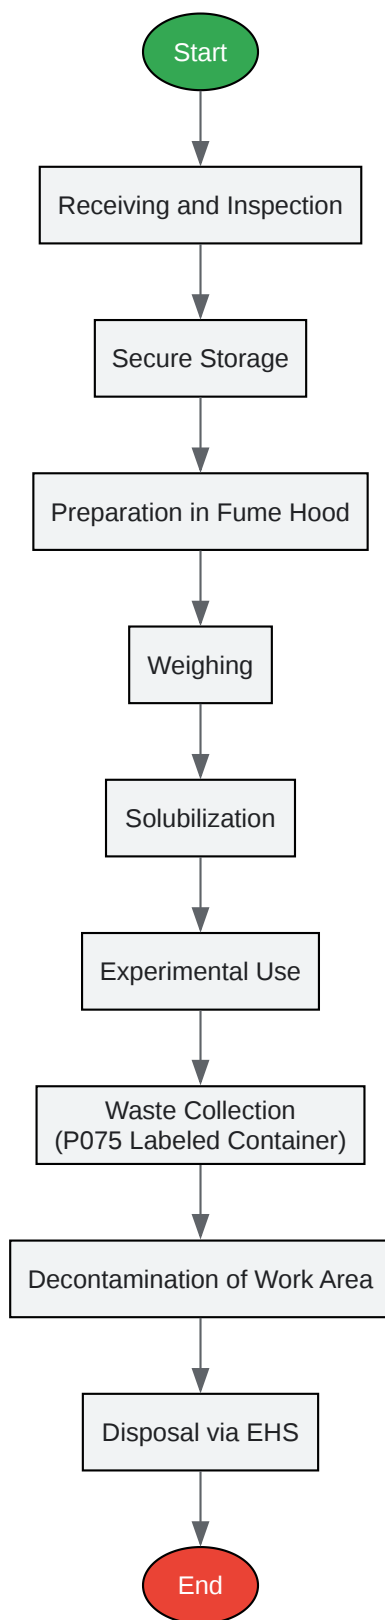 Start
Receiving and Inspection
Secure Storage
Preparation in Fume Hood
Weighing
Solubilization
Experimental Use
Waste Collection
(P075 Labeled Container)
Decontamination of Work Area
Disposal via EHS
End